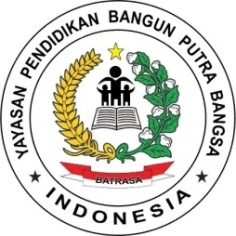 YAYASAN PENDIDIKAN BANGUN PUTRA BANGSA
BATRASA
INDONESIA